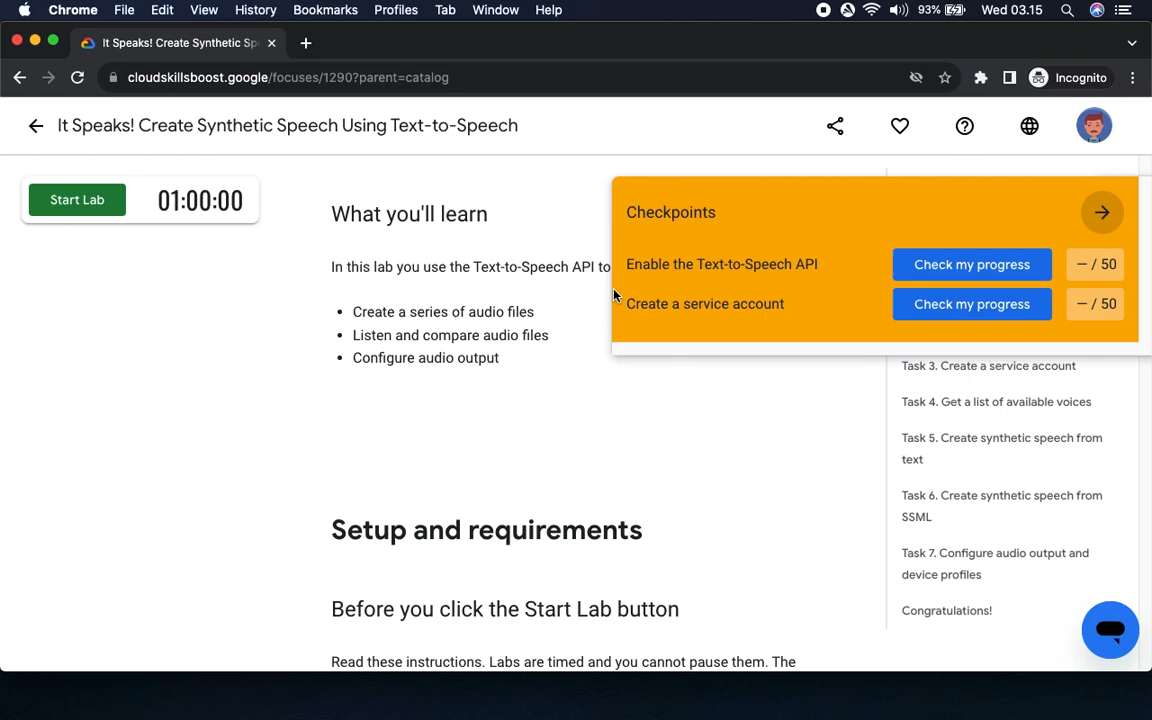 Chrome File Edit View History Bookmarks Profiles Tab Window Help 93% Wed 03.15
It Speaks! Create Synthetic Sp
cloudskillsboost.google/focuses/1290?parent=catalog Incognito
It Speaks! Create Synthetic Speech Using Text-to-Speech
Start Lab 01:00:00
What you'll learn
In this lab you use the Text-to-Speech API to
Create a series of audio files
Listen and compare audio files
Configure audio output
Checkpoints
Enable the Text-to-Speech API Check my progress – / 50
Create a service account Check my progress – / 50
Task 3. Create a service account
Task 4. Get a list of available voices
Task 5. Create synthetic speech from
text
Task 6. Create synthetic speech from
SSML
Task 7. Configure audio output and
device profiles
Congratulations!
Setup and requirements
Before you click the Start Lab button
Read these instructions. Labs are timed and you cannot pause them. The